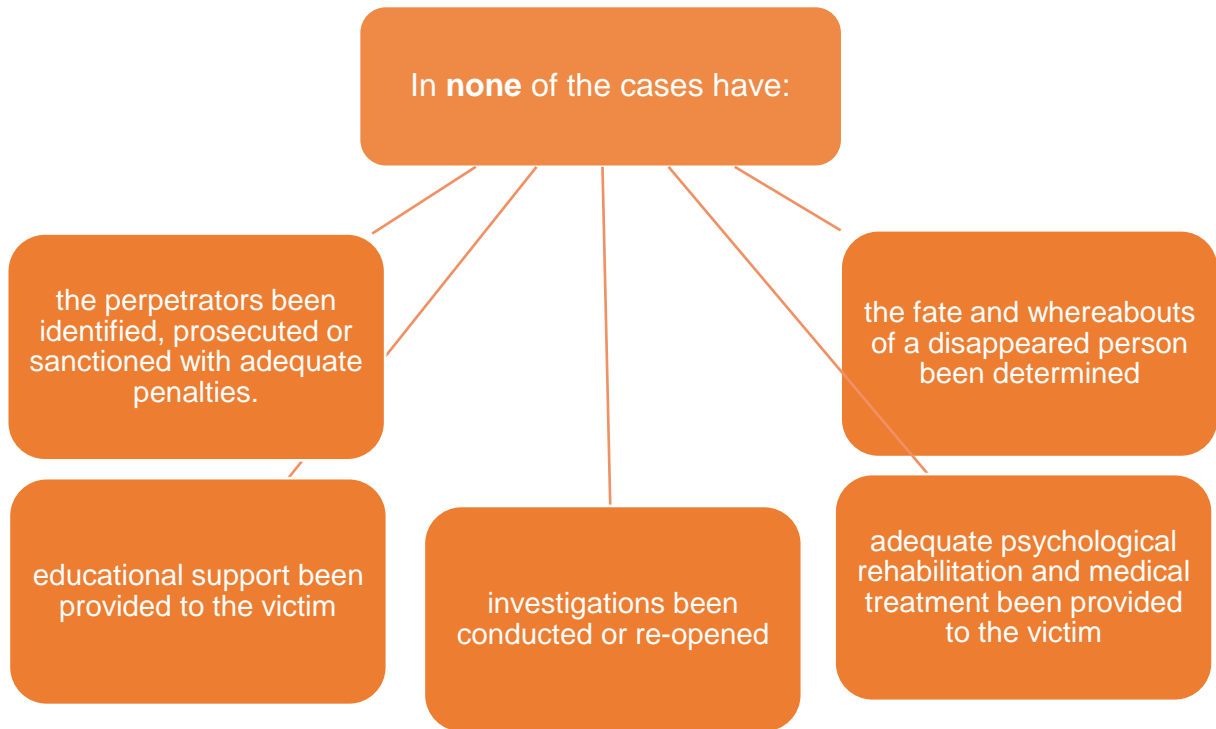 In none of the cases have:
the perpetrators been
identified, prosecuted or
sanctioned with adequate
penalties.
the fate and whereabouts
of a disappeared person
been determined
educational support been
provided to the victim
investigations been
conducted or re-opened
adequate psychological
rehabilitation and medical
treatment been provided
to the victim